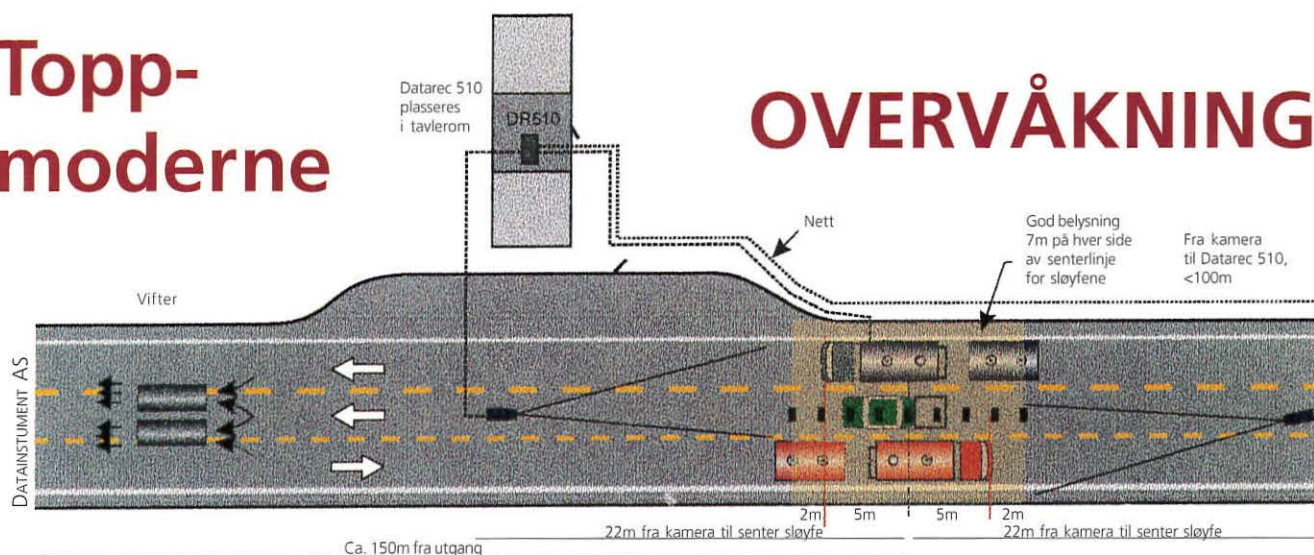 Topp-
moderne
OVERVÅKNING
Datarec 510
plasseres
i tavlerom
DR510
Nett
God belysning
7m på hver side
av senterlinje
for sløyfene
Fra kamera
til Datarec 510,
<100m
Vifter
DATAINSTUMENT AS
2m
5m
5m
2m
22m fra kamera til senter sløyfe
22m fra kamera til senter sløyfe
Ca. 150m fra utgang